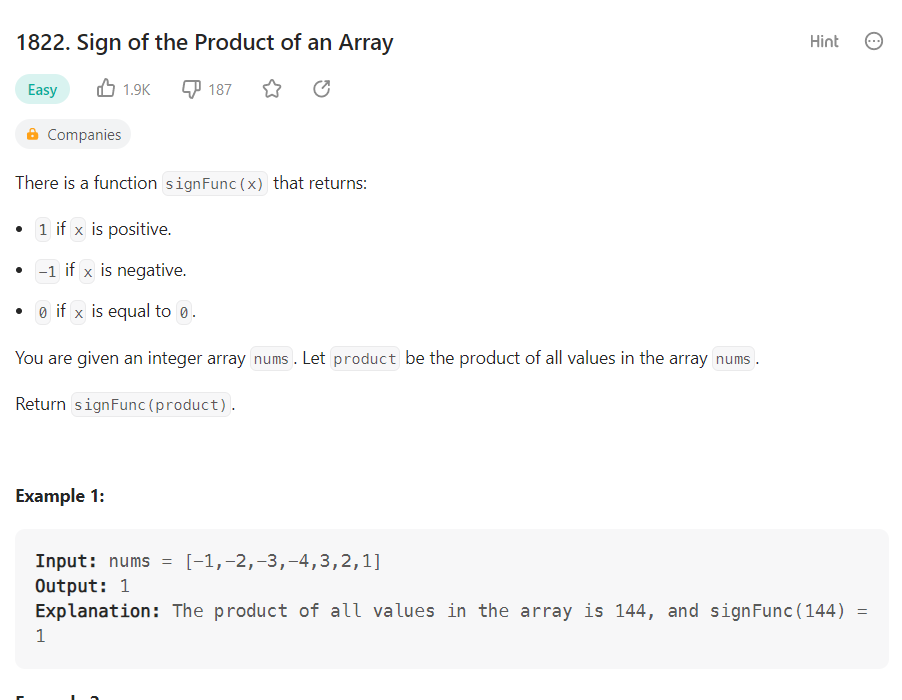 1822. Sign of the Product of an Array
Hint
Easy
1.9K
187
Companies
There is a function signFunc(x) that returns:
• 1 if x is positive.
• -1 if x is negative.
• 0 if x is equal to 0.
You are given an integer array nums. Let product be the product of all values in the array nums.
Return signFunc(product).
Example 1:
Input: nums = [-1,-2,-3,-4,3,2,1]
Output: 1
Explanation: The product of all values in the array is 144, and signFunc(144) =
1